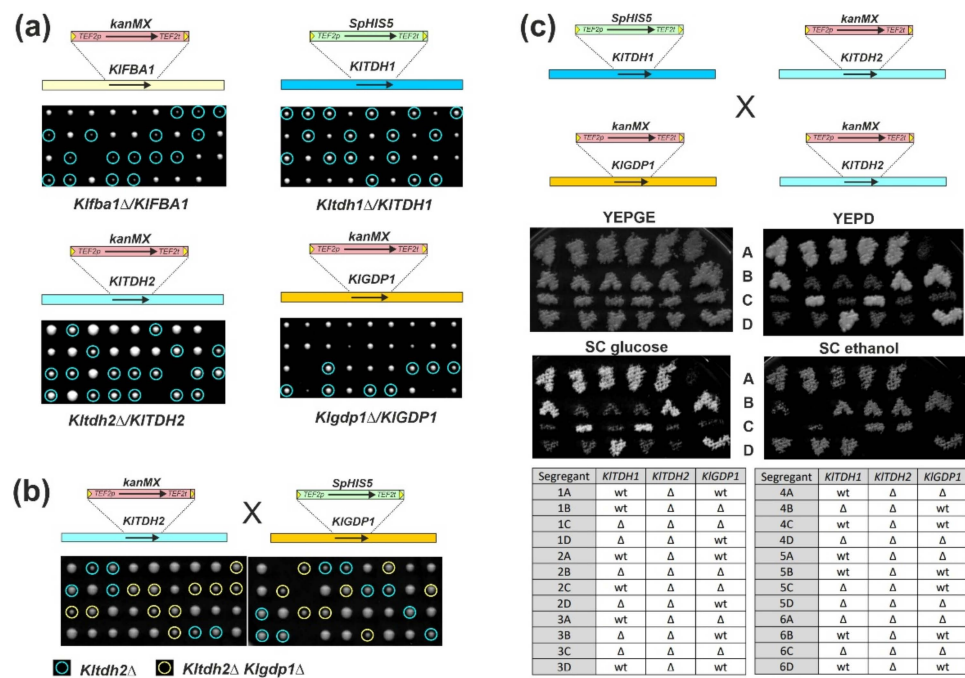 (a)
kanMX
TEF2p TEF2t
KlFBA1
Klfba1Δ/KlFBA1
SpHIS5
TEF2p TEF2t
KlTDH1
Kltdh1Δ/KlTDH1
kanMX
TEF2p TEF2t
KlTDH2
Kltdh2Δ/KlTDH2
kanMX
TEF2p TEF2t
KlGDP1
Klgdp1Δ/KlGDP1
(b)
kanMX
TEF2p TEF2t
KlTDH2
X
SpHIS5
TEF2p TEF2t
KlGDP1
Kltdh2Δ
Kltdh2Δ Klgdp1Δ
(c)
SpHIS5
TEF2p TEF2t
KlTDH1
kanMX
TEF2p TEF2t
KlTDH2
X
kanMX
TEF2p TEF2t
KlGDP1
kanMX
TEF2p TEF2t
KlTDH2
YEPGE YEPD
A
B
C
D
SC glucose SC ethanol
A
B
C
D
Segregant KlTDH1 KlTDH2 KlGDP1
1A wt Δ wt
1B wt Δ Δ
1C Δ Δ Δ
1D Δ Δ wt
2A wt Δ wt
2B Δ Δ Δ
2C wt Δ Δ
2D Δ Δ wt
3A wt Δ Δ
3B Δ Δ wt
3C Δ Δ Δ
3D wt Δ wt
Segregant KlTDH1 KlTDH2 KlGDP1
4A wt Δ Δ
4B Δ Δ wt
4C wt Δ wt
4D Δ Δ Δ
5A wt Δ Δ
5B wt Δ wt
5C Δ Δ wt
5D Δ Δ Δ
6A Δ Δ Δ
6B wt Δ wt
6C Δ Δ Δ
6D wt Δ wt